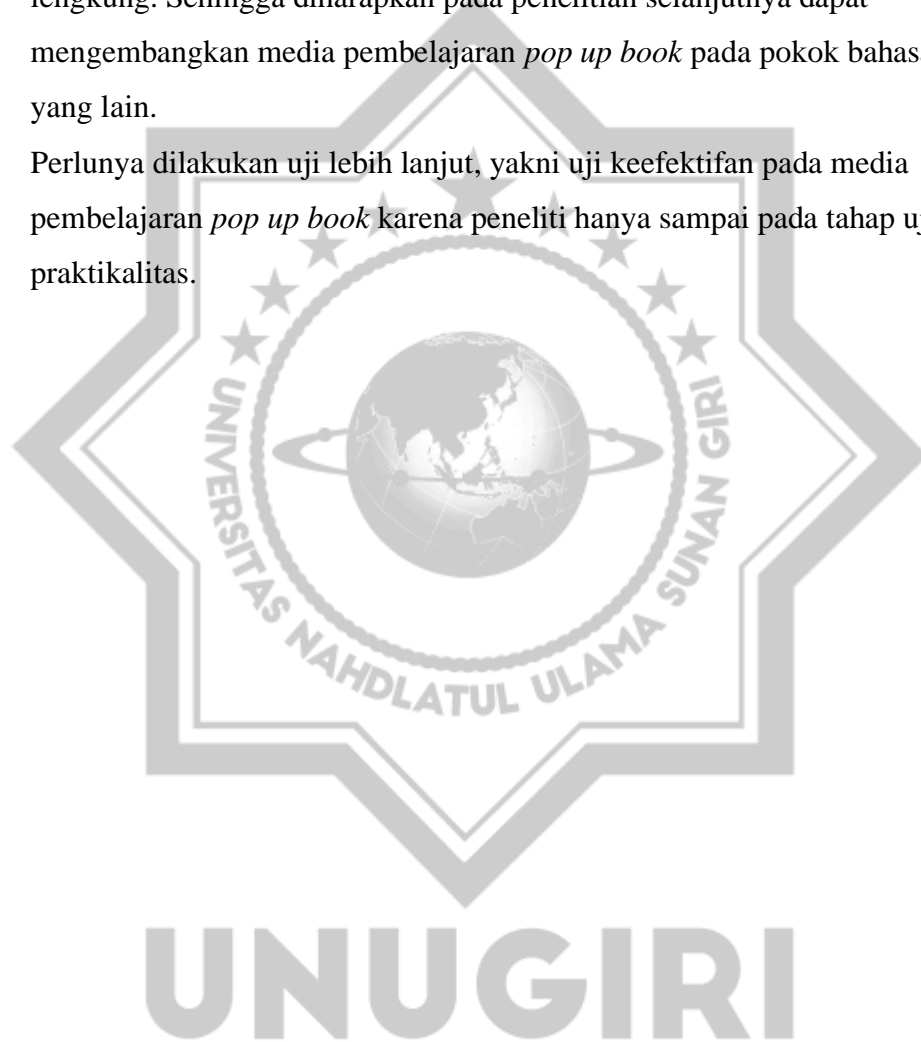 lengkung. Sehingga diharapkan pada penelitian selanjutnya dapat
mengembangkan media pembelajaran pop up book pada pokok
yang lain.
Perlunya dilakukan uji lebih lanjut, yakni uji keefektifan pada media
pembelajaran pop up book karena peneliti hanya sampai pada tahap
praktikalitas.
UNIVERSITAS NAHDLATUL ULAMA SUNAN GIRI
UNUGIRI